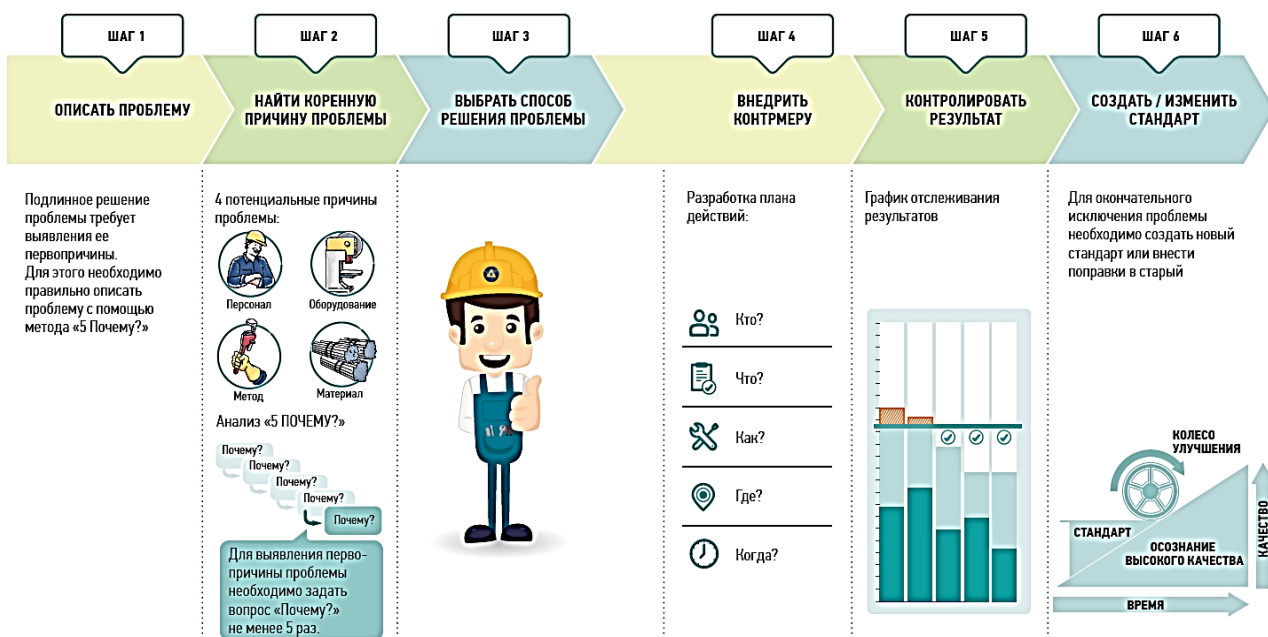 ШАГ 1
ШАГ 2
ШАГ 3
ШАГ 4
ШАГ 5
ШАГ 6
ОПИСАТЬ ПРОБЛЕМУ
НАЙТИ КОРЕННУЮ
ПРИЧИНУ ПРОБЛЕМЫ
ВЫБРАТЬ СПОСОБ
РЕШЕНИЯ ПРОБЛЕМЫ
ВНЕДРИТЬ
КОНТРМЕРУ
КОНТРОЛИРОВАТЬ
РЕЗУЛЬТАТ
СОЗДАТЬ / ИЗМЕНИТЬ
СТАНДАРТ
Подлинное решение
проблемы требует
выявления ее
первопричины.
Для этого необходимо
правильно описать
проблему с помощью
метода «5 Почему?»
4 потенциальные причины
проблемы:
Персонал
Оборудование
Метод
Материал
Анализ «5 ПОЧЕМУ?»
Почему?
Почему?
Почему?
Почему?
Почему?
Для выявления перво-
причины проблемы
необходимо задать
вопрос «Почему?»
не менее 5 раз.
Разработка плана
действий:
Кто?
Что?
Как?
Где?
Когда?
График отслеживания
результатов
Для окончательного
исключения проблемы
необходимо создать новый
стандарт или внести
поправки в старый
КОЛЕСО
УЛУЧШЕНИЯ
СТАНДАРТ
ОСОЗНАНИЕ
ВЫСОКОГО КАЧЕСТВА
КАЧЕСТВО
ВРЕМЯ